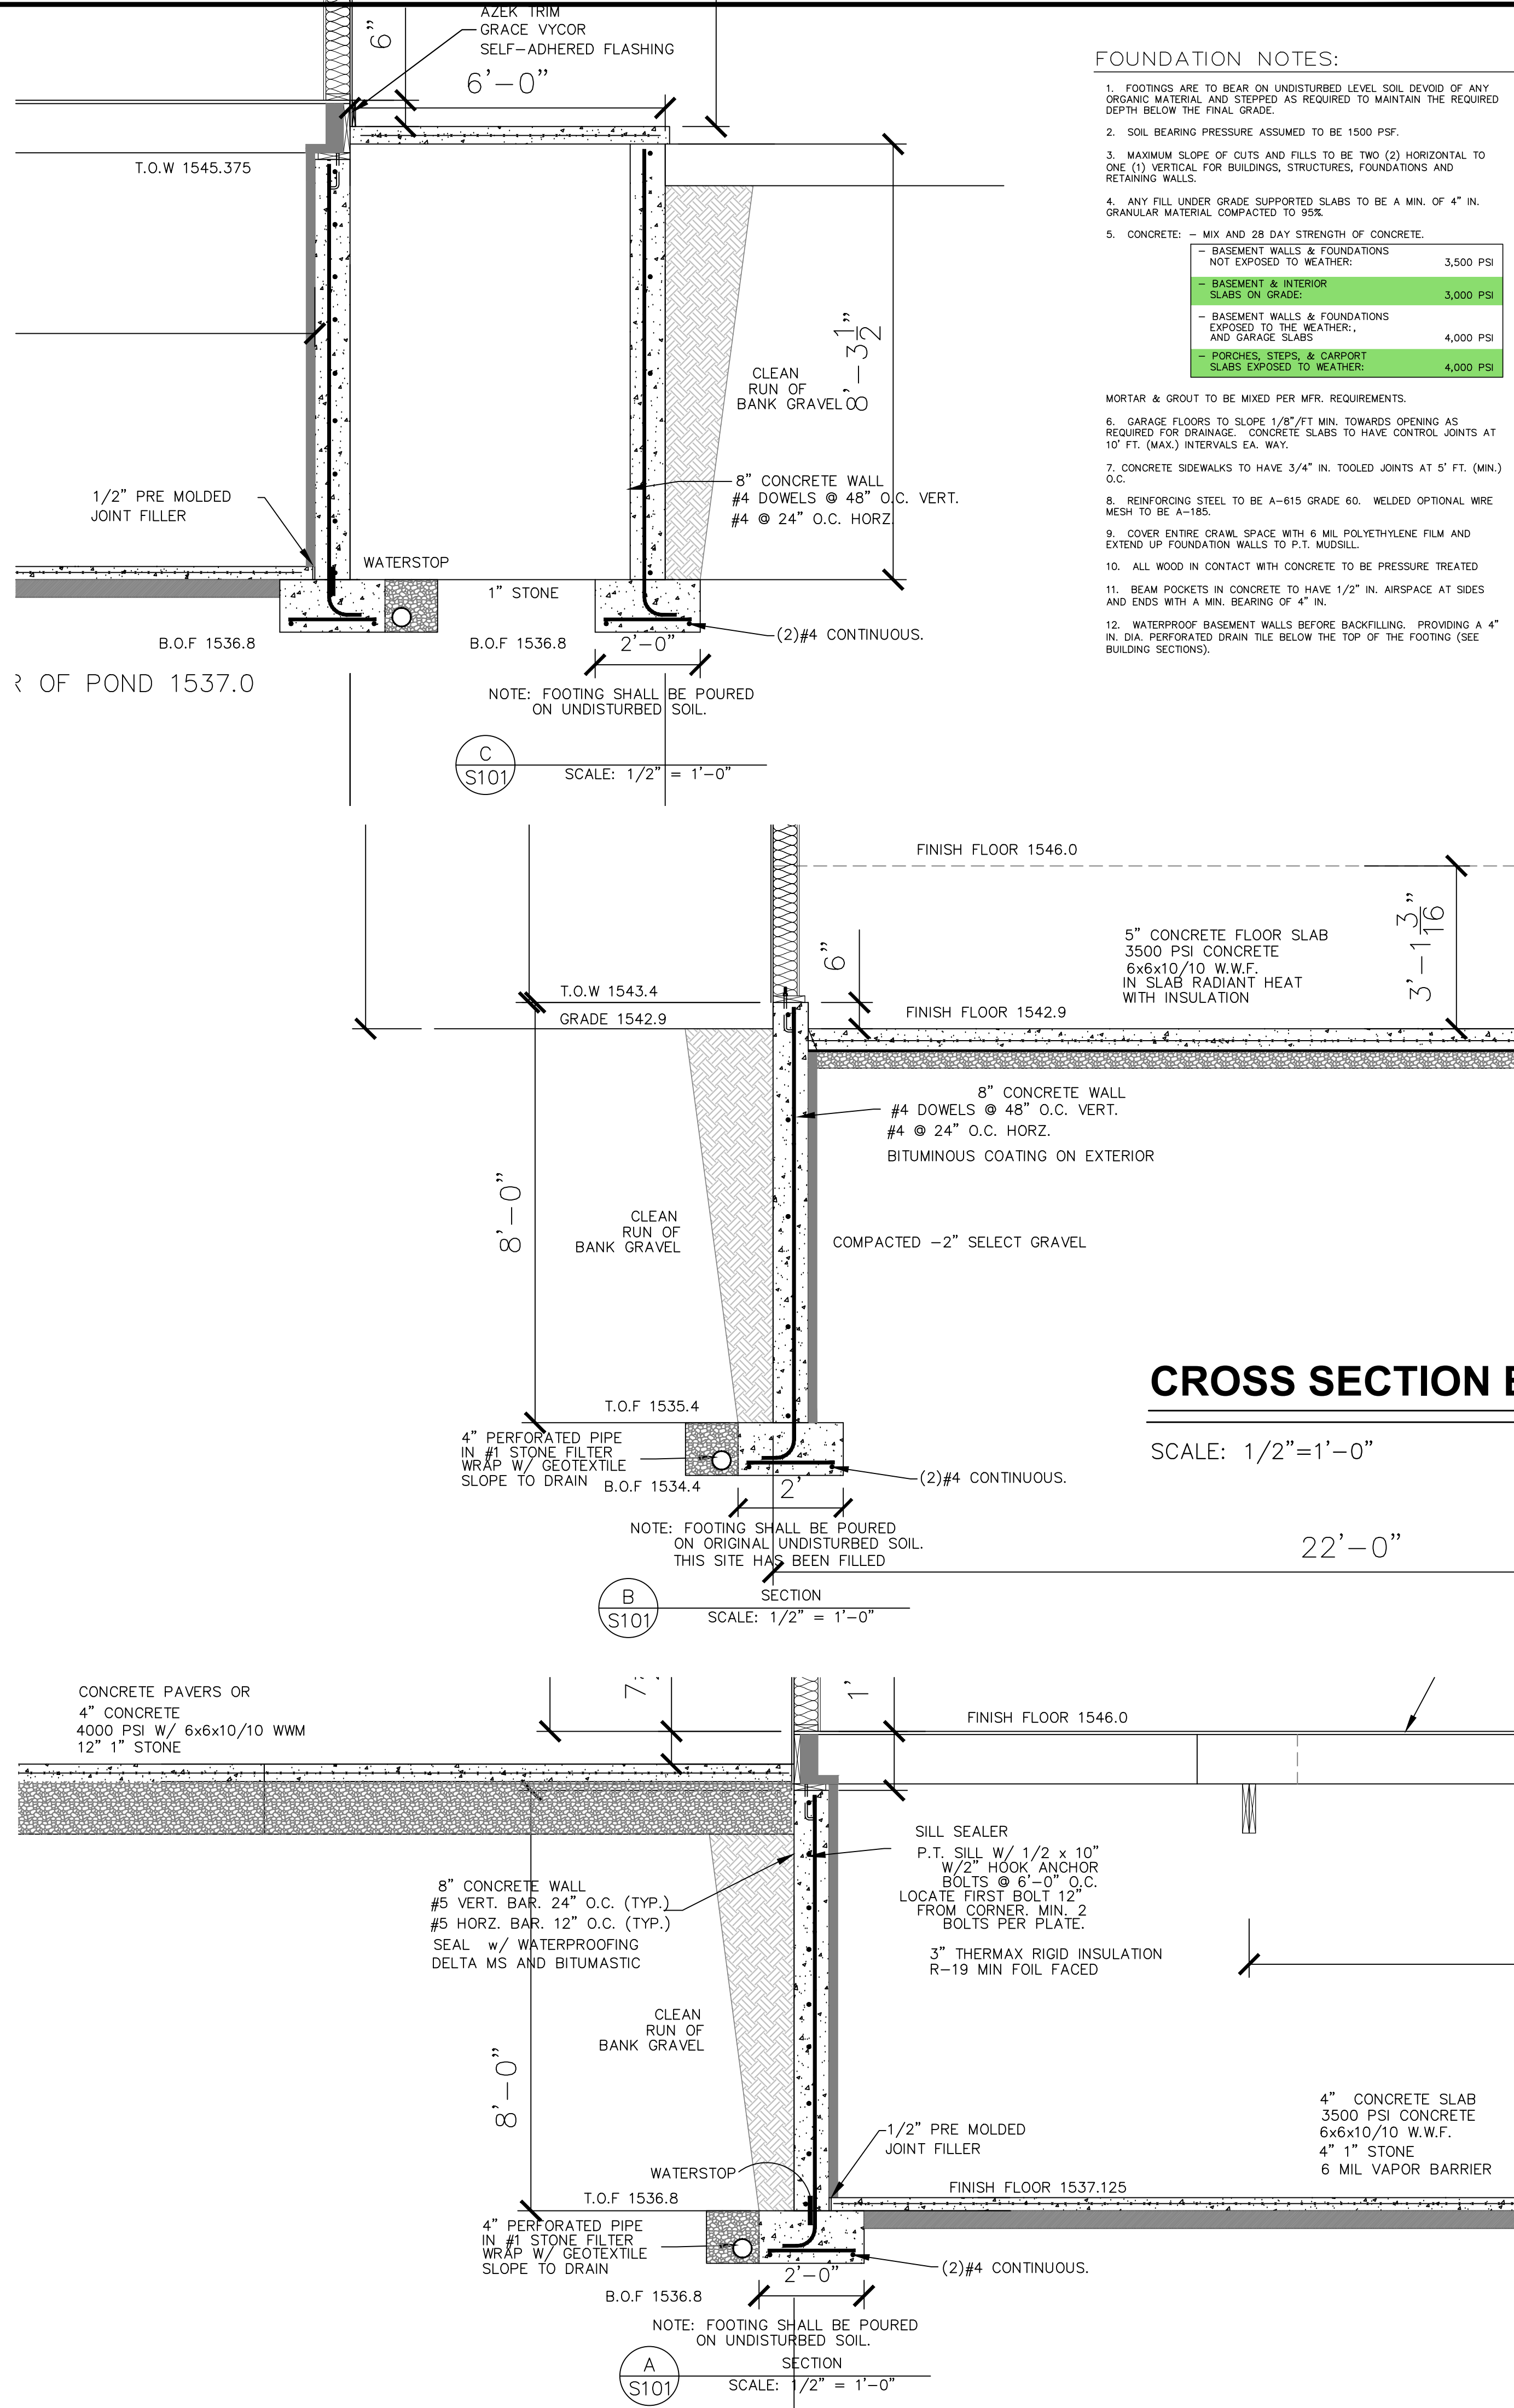 AZEK TRIM
GRACE VYCOR
SELF-ADHERED FLASHING
6"
6'-0"
T.O.W 1545.375
8'-3 1/2"
CLEAN
RUN OF
BANK GRAVEL
1/2" PRE MOLDED
JOINT FILLER
8" CONCRETE WALL
#4 DOWELS @ 48" O.C. VERT.
#4 @ 24" O.C. HORZ.
WATERSTOP
1" STONE
B.O.F 1536.8
B.O.F 1536.8
2'-0"
(2)#4 CONTINUOUS.
R OF POND 1537.0
NOTE: FOOTING SHALL BE POURED
ON UNDISTURBED SOIL.
C
S101
SCALE: 1/2" = 1'-0"
FOUNDATION NOTES:
1. FOOTINGS ARE TO BEAR ON UNDISTURBED LEVEL SOIL DEVOID OF ANY
ORGANIC MATERIAL AND STEPPED AS REQUIRED TO MAINTAIN THE REQUIRED
DEPTH BELOW THE FINAL GRADE.
2. SOIL BEARING PRESSURE ASSUMED TO BE 1500 PSF.
3. MAXIMUM SLOPE OF CUTS AND FILLS TO BE TWO (2) HORIZONTAL TO
ONE (1) VERTICAL FOR BUILDINGS, STRUCTURES, FOUNDATIONS AND
RETAINING WALLS.
4. ANY FILL UNDER GRADE SUPPORTED SLABS TO BE A MIN. OF 4" IN.
GRANULAR MATERIAL COMPACTED TO 95%.
5. CONCRETE: - MIX AND 28 DAY STRENGTH OF CONCRETE.
- BASEMENT WALLS & FOUNDATIONS
NOT EXPOSED TO WEATHER: 3,500 PSI
- BASEMENT & INTERIOR
SLABS ON GRADE: 3,000 PSI
- BASEMENT WALLS & FOUNDATIONS
EXPOSED TO THE WEATHER:,
AND GARAGE SLABS 4,000 PSI
- PORCHES, STEPS, & CARPORT
SLABS EXPOSED TO WEATHER: 4,000 PSI
MORTAR & GROUT TO BE MIXED PER MFR. REQUIREMENTS.
6. GARAGE FLOORS TO SLOPE 1/8"/FT MIN. TOWARDS OPENING AS
REQUIRED FOR DRAINAGE. CONCRETE SLABS TO HAVE CONTROL JOINTS AT
10' FT. (MAX.) INTERVALS EA. WAY.
7. CONCRETE SIDEWALKS TO HAVE 3/4" IN. TOOLED JOINTS AT 5' FT. (MIN.)
O.C.
8. REINFORCING STEEL TO BE A-615 GRADE 60. WELDED OPTIONAL WIRE
MESH TO BE A-185.
9. COVER ENTIRE CRAWL SPACE WITH 6 MIL POLYETHYLENE FILM AND
EXTEND UP FOUNDATION WALLS TO P.T. MUDSILL.
10. ALL WOOD IN CONTACT WITH CONCRETE TO BE PRESSURE TREATED
11. BEAM POCKETS IN CONCRETE TO HAVE 1/2" IN. AIRSPACE AT SIDES
AND ENDS WITH A MIN. BEARING OF 4" IN.
12. WATERPROOF BASEMENT WALLS BEFORE BACKFILLING. PROVIDING A 4"
IN. DIA. PERFORATED DRAIN TILE BELOW THE TOP OF THE FOOTING (SEE
BUILDING SECTIONS).
FINISH FLOOR 1546.0
3'-1 3/16"
5" CONCRETE FLOOR SLAB
3500 PSI CONCRETE
6x6x10/10 W.W.F.
IN SLAB RADIANT HEAT
WITH INSULATION
6"
T.O.W 1543.4
GRADE 1542.9
FINISH FLOOR 1542.9
8" CONCRETE WALL
#4 DOWELS @ 48" O.C. VERT.
#4 @ 24" O.C. HORZ.
BITUMINOUS COATING ON EXTERIOR
8'-0"
CLEAN
RUN OF
BANK GRAVEL
COMPACTED -2" SELECT GRAVEL
T.O.F 1535.4
4" PERFORATED PIPE
IN #1 STONE FILTER
WRAP W/ GEOTEXTILE
SLOPE TO DRAIN
B.O.F 1534.4
2'
(2)#4 CONTINUOUS.
NOTE: FOOTING SHALL BE POURED
ON ORIGINAL UNDISTURBED SOIL.
THIS SITE HAS BEEN FILLED
CROSS SECTION
SCALE: 1/2"=1'-0"
22'-0"
B
S101
SECTION
SCALE: 1/2" = 1'-0"
CONCRETE PAVERS OR
4" CONCRETE
4000 PSI W/ 6x6x10/10 WWM
12" 1" STONE
7
1'
FINISH FLOOR 1546.0
8" CONCRETE WALL
#5 VERT. BAR. 24" O.C. (TYP.)
#5 HORZ. BAR. 12" O.C. (TYP.)
SEAL w/ WATERPROOFING
DELTA MS AND BITUMASTIC
SILL SEALER
P.T. SILL W/ 1/2 x 10"
W/2" HOOK ANCHOR
BOLTS @ 6'-0" O.C.
LOCATE FIRST BOLT 12"
FROM CORNER. MIN. 2
BOLTS PER PLATE.
3" THERMAX RIGID INSULATION
R-19 MIN FOIL FACED
CLEAN
RUN OF
BANK GRAVEL
8'-0"
1/2" PRE MOLDED
JOINT FILLER
4" CONCRETE SLAB
3500 PSI CONCRETE
6x6x10/10 W.W.F.
4" 1" STONE
6 MIL VAPOR BARRIER
WATERSTOP
T.O.F 1536.8
FINISH FLOOR 1537.125
4" PERFORATED PIPE
IN #1 STONE FILTER
WRAP W/ GEOTEXTILE
SLOPE TO DRAIN
B.O.F 1536.8
2'-0"
(2)#4 CONTINUOUS.
NOTE: FOOTING SHALL BE POURED
ON UNDISTURBED SOIL.
A
S101
SECTION
SCALE: 1/2" = 1'-0"